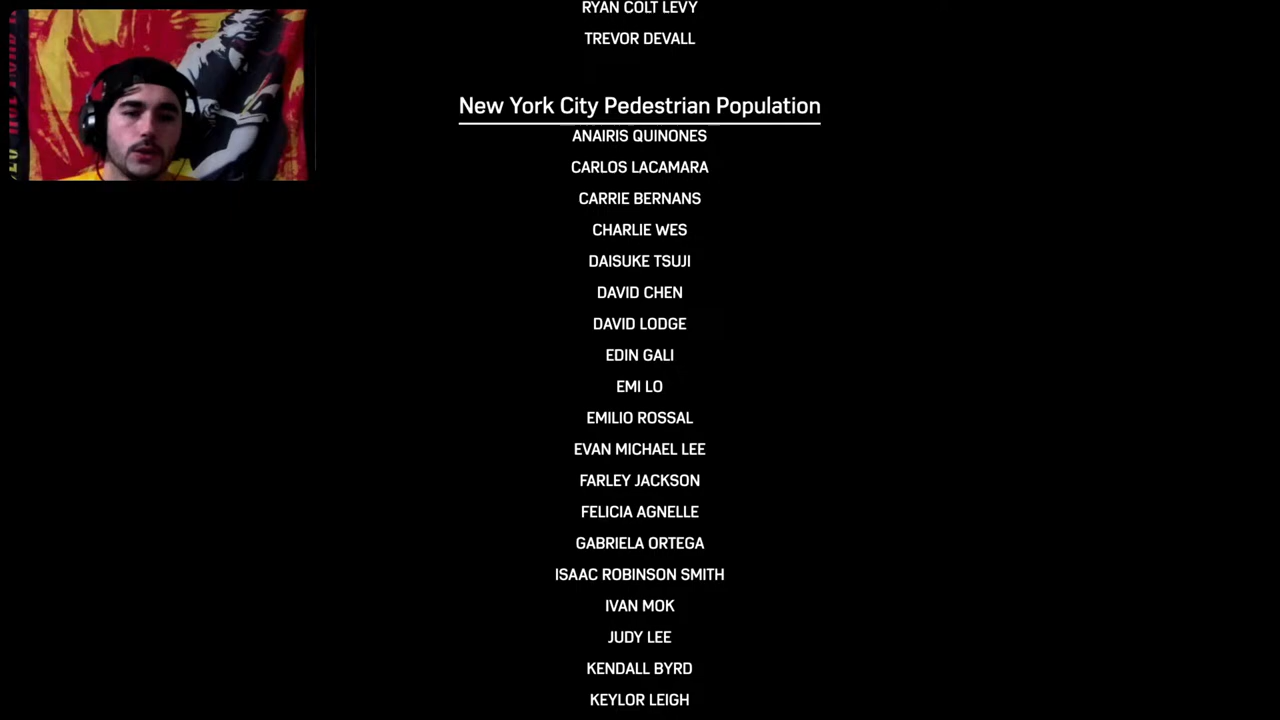 RYAN COLT LEVY
TREVOR DEVALL
New York City Pedestrian Population
ANAIRIS QUINONES
CARLOS LACAMARA
CARRIE BERNANS
CHARLIE WES
DAISUKE TSUJI
DAVID CHEN
DAVID LODGE
EDIN GALI
EMI LO
EMILIO ROSSAL
EVAN MICHAEL LEE
FARLEY JACKSON
FELICIA AGNELLE
GABRIELA ORTEGA
ISAAC ROBINSON SMITH
IVAN MOK
JUDY LEE
KENDALL BYRD
KEYLOR LEIGH